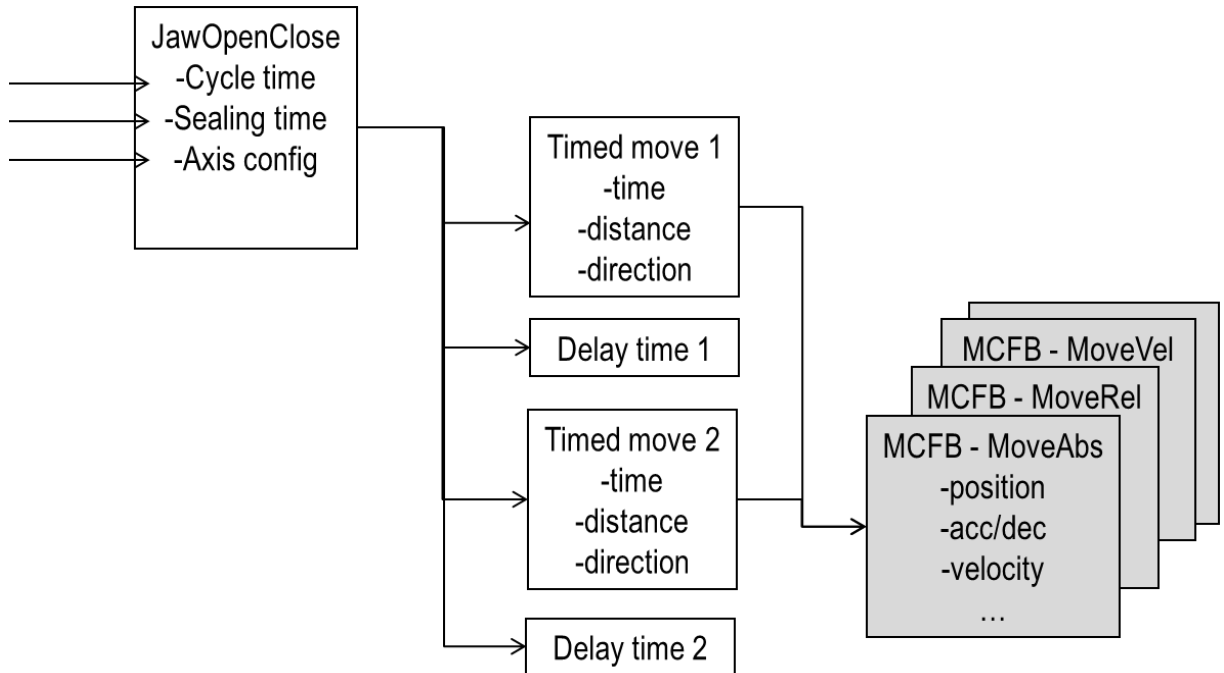 JawOpenClose
-Cycle time
-Sealing time
-Axis config
Timed move 1
-time
-distance
-direction
Delay time 1
Timed move 2
-time
-distance
-direction
Delay time 2
MCFB - MoveVel
MCFB - MoveRel
MCFB - MoveAbs
-position
-acc/dec
-velocity
...